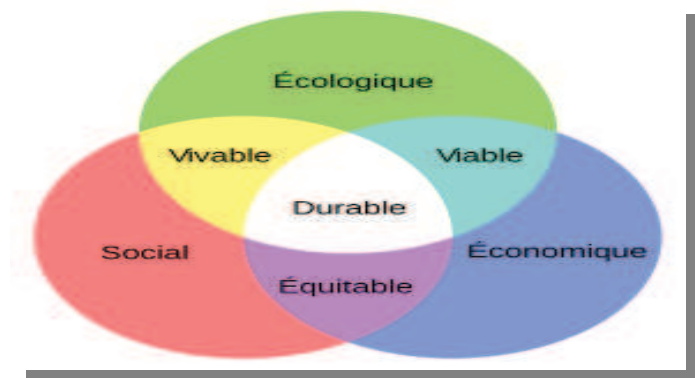 Écologique
Vivable
Viable
Durable
Social
Économique
Équitable